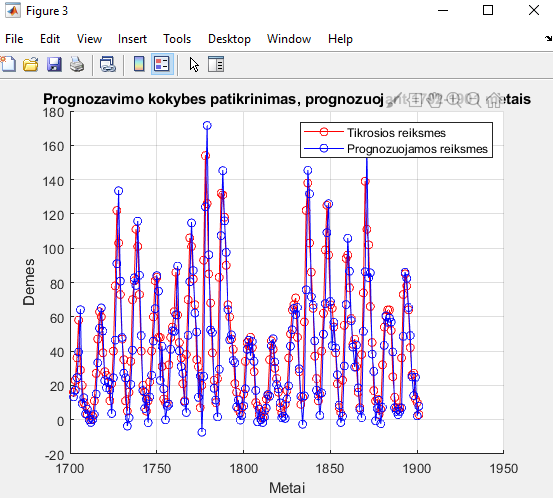 Figure 3
File Edit View Insert Tools Desktop Window Help
Prognozavimo kokybes patikrinimas, prognozuoj metais
Tikrosios reiksmes
Prognozuojamos reiksmes
180
160
140
120
100
80
60
40
20
0
-20
Demes
1700 1750 1800 1850 1900 1950
Metai